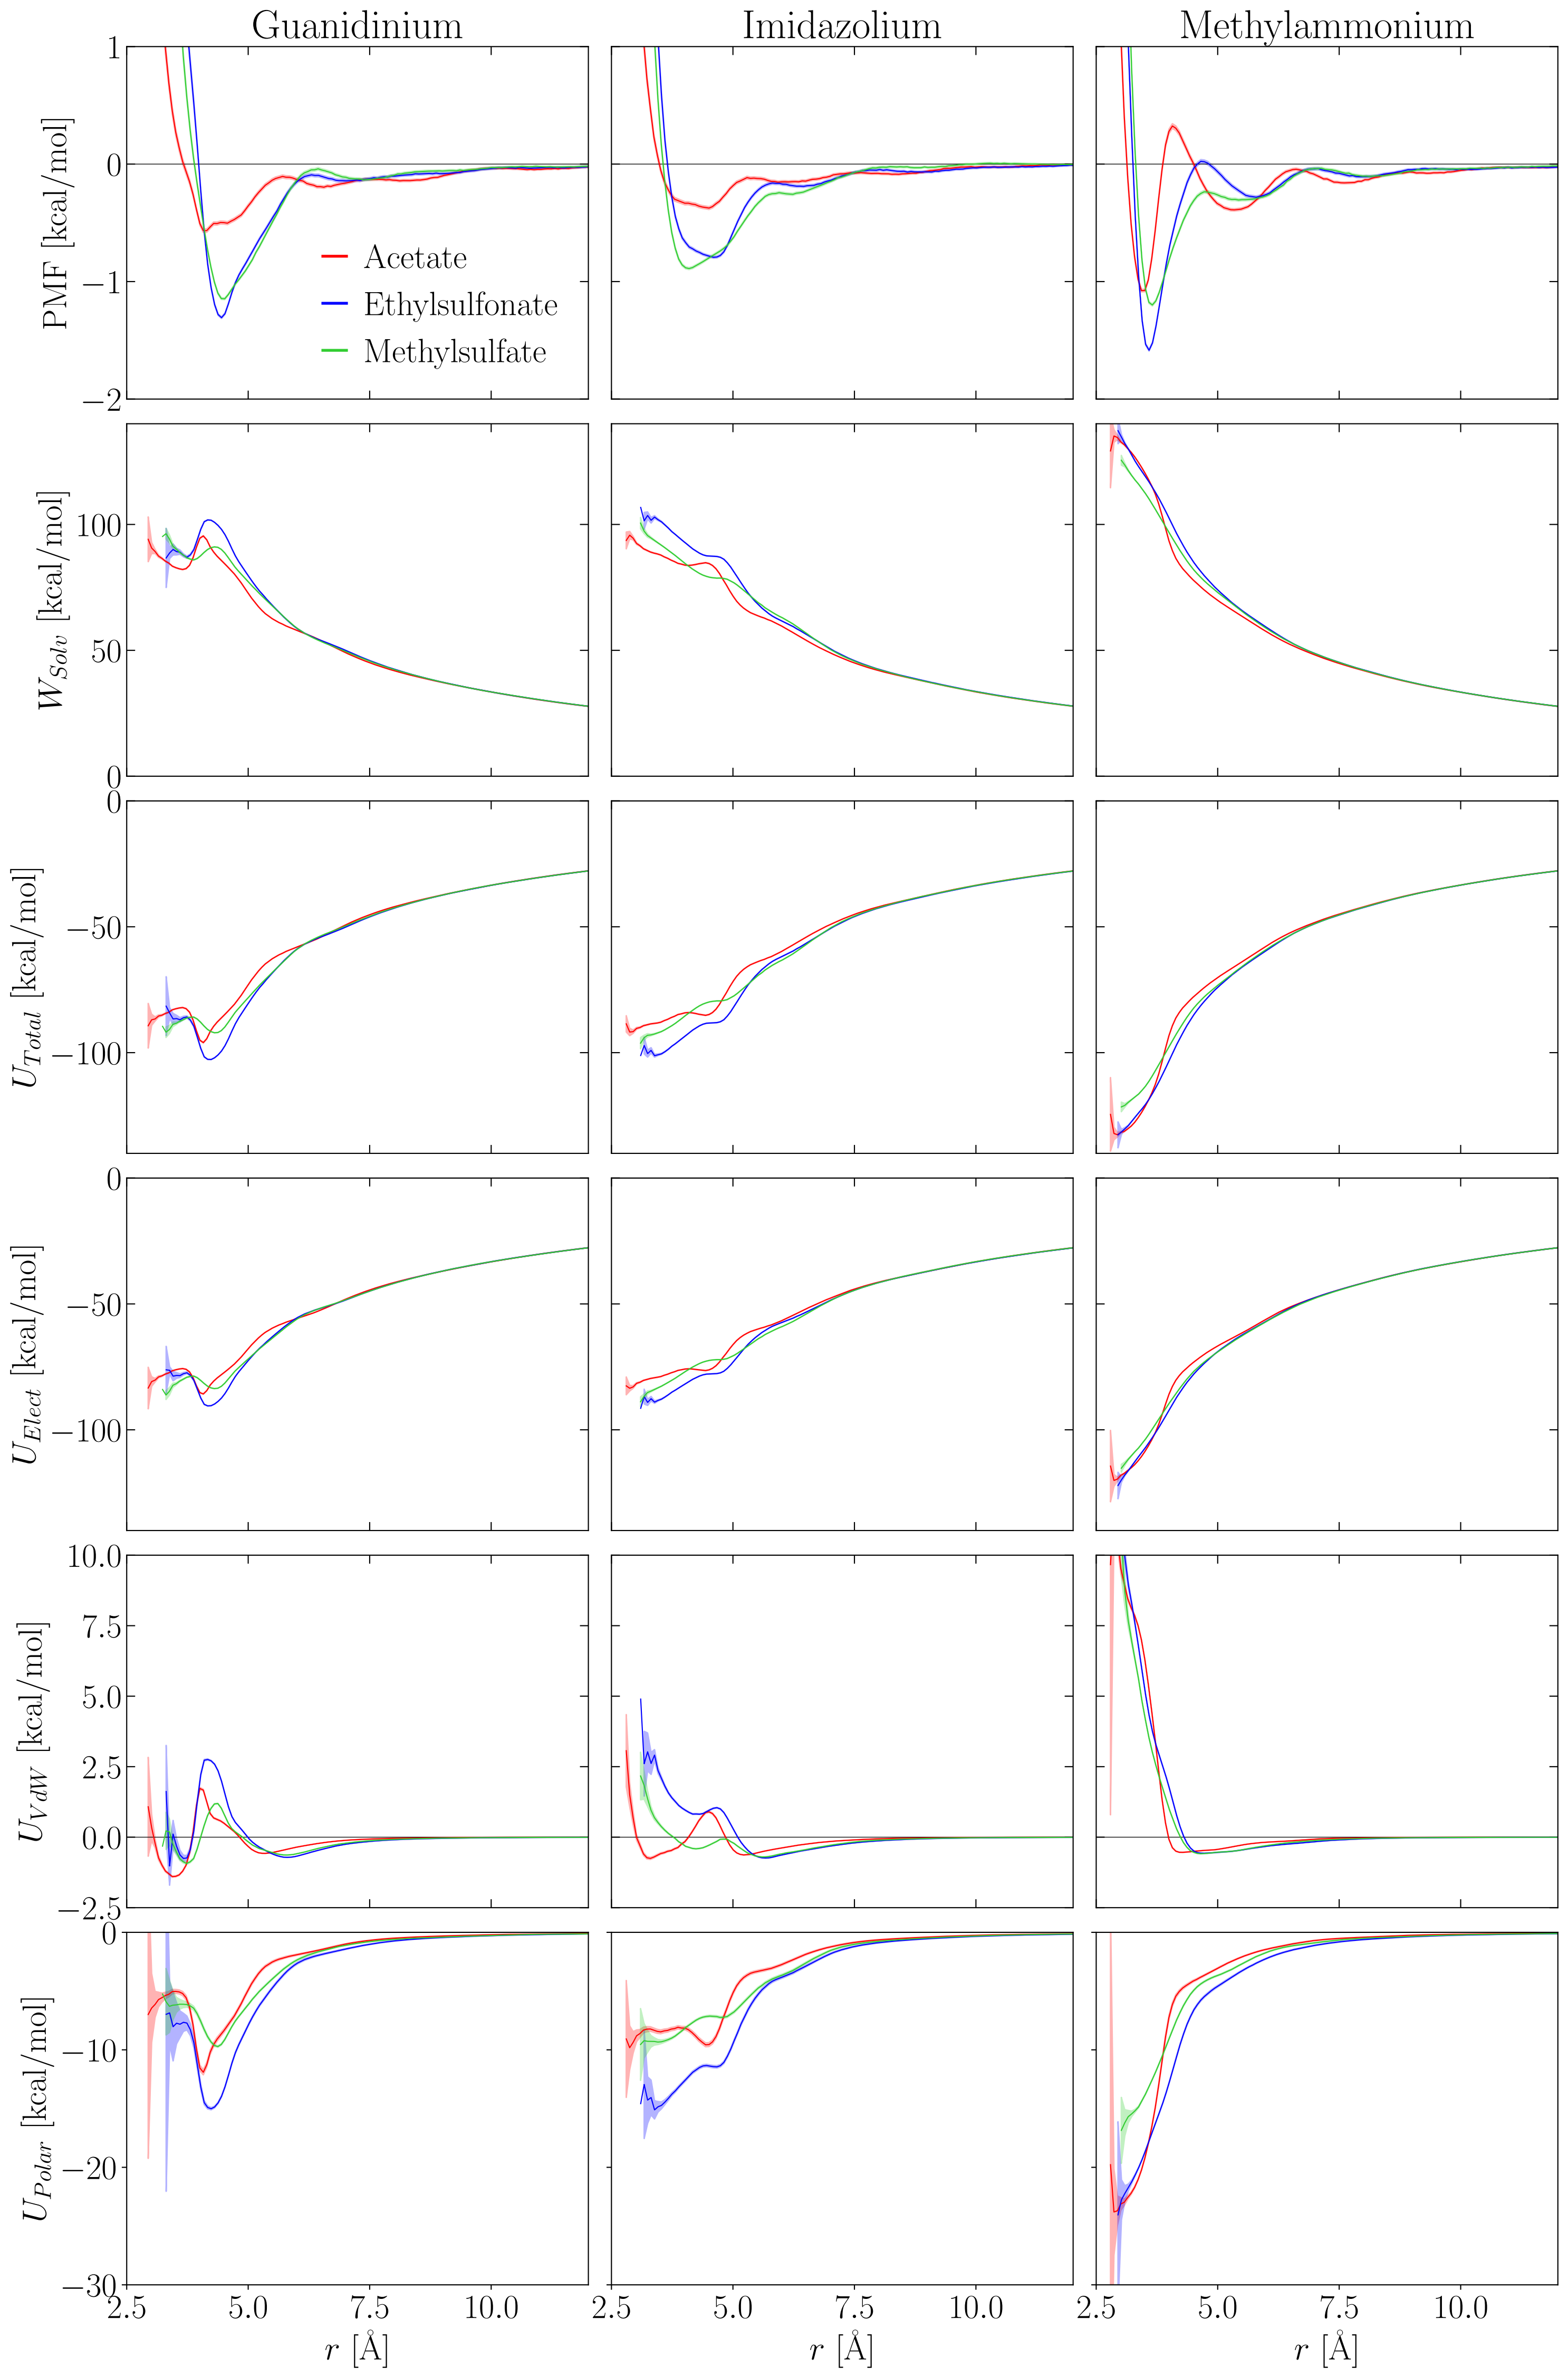 Guanidinium Imidazolium Methylammonium
1
0
−1
−2
PMF [kcal/mol]
Acetate
Ethylsulfonate
Methylsulfate
100
50
0
W_Solv [kcal/mol]
0
−50
−100
U_Total [kcal/mol]
0
−50
−100
U_Elect [kcal/mol]
10.0
7.5
5.0
2.5
0.0
−2.5
U_VdW [kcal/mol]
0
−10
−20
−30
U_Polar [kcal/mol]
2.5 5.0 7.5 10.0 2.5 5.0 7.5 10.0 2.5 5.0 7.5 10.0
r [Å] r [Å] r [Å]